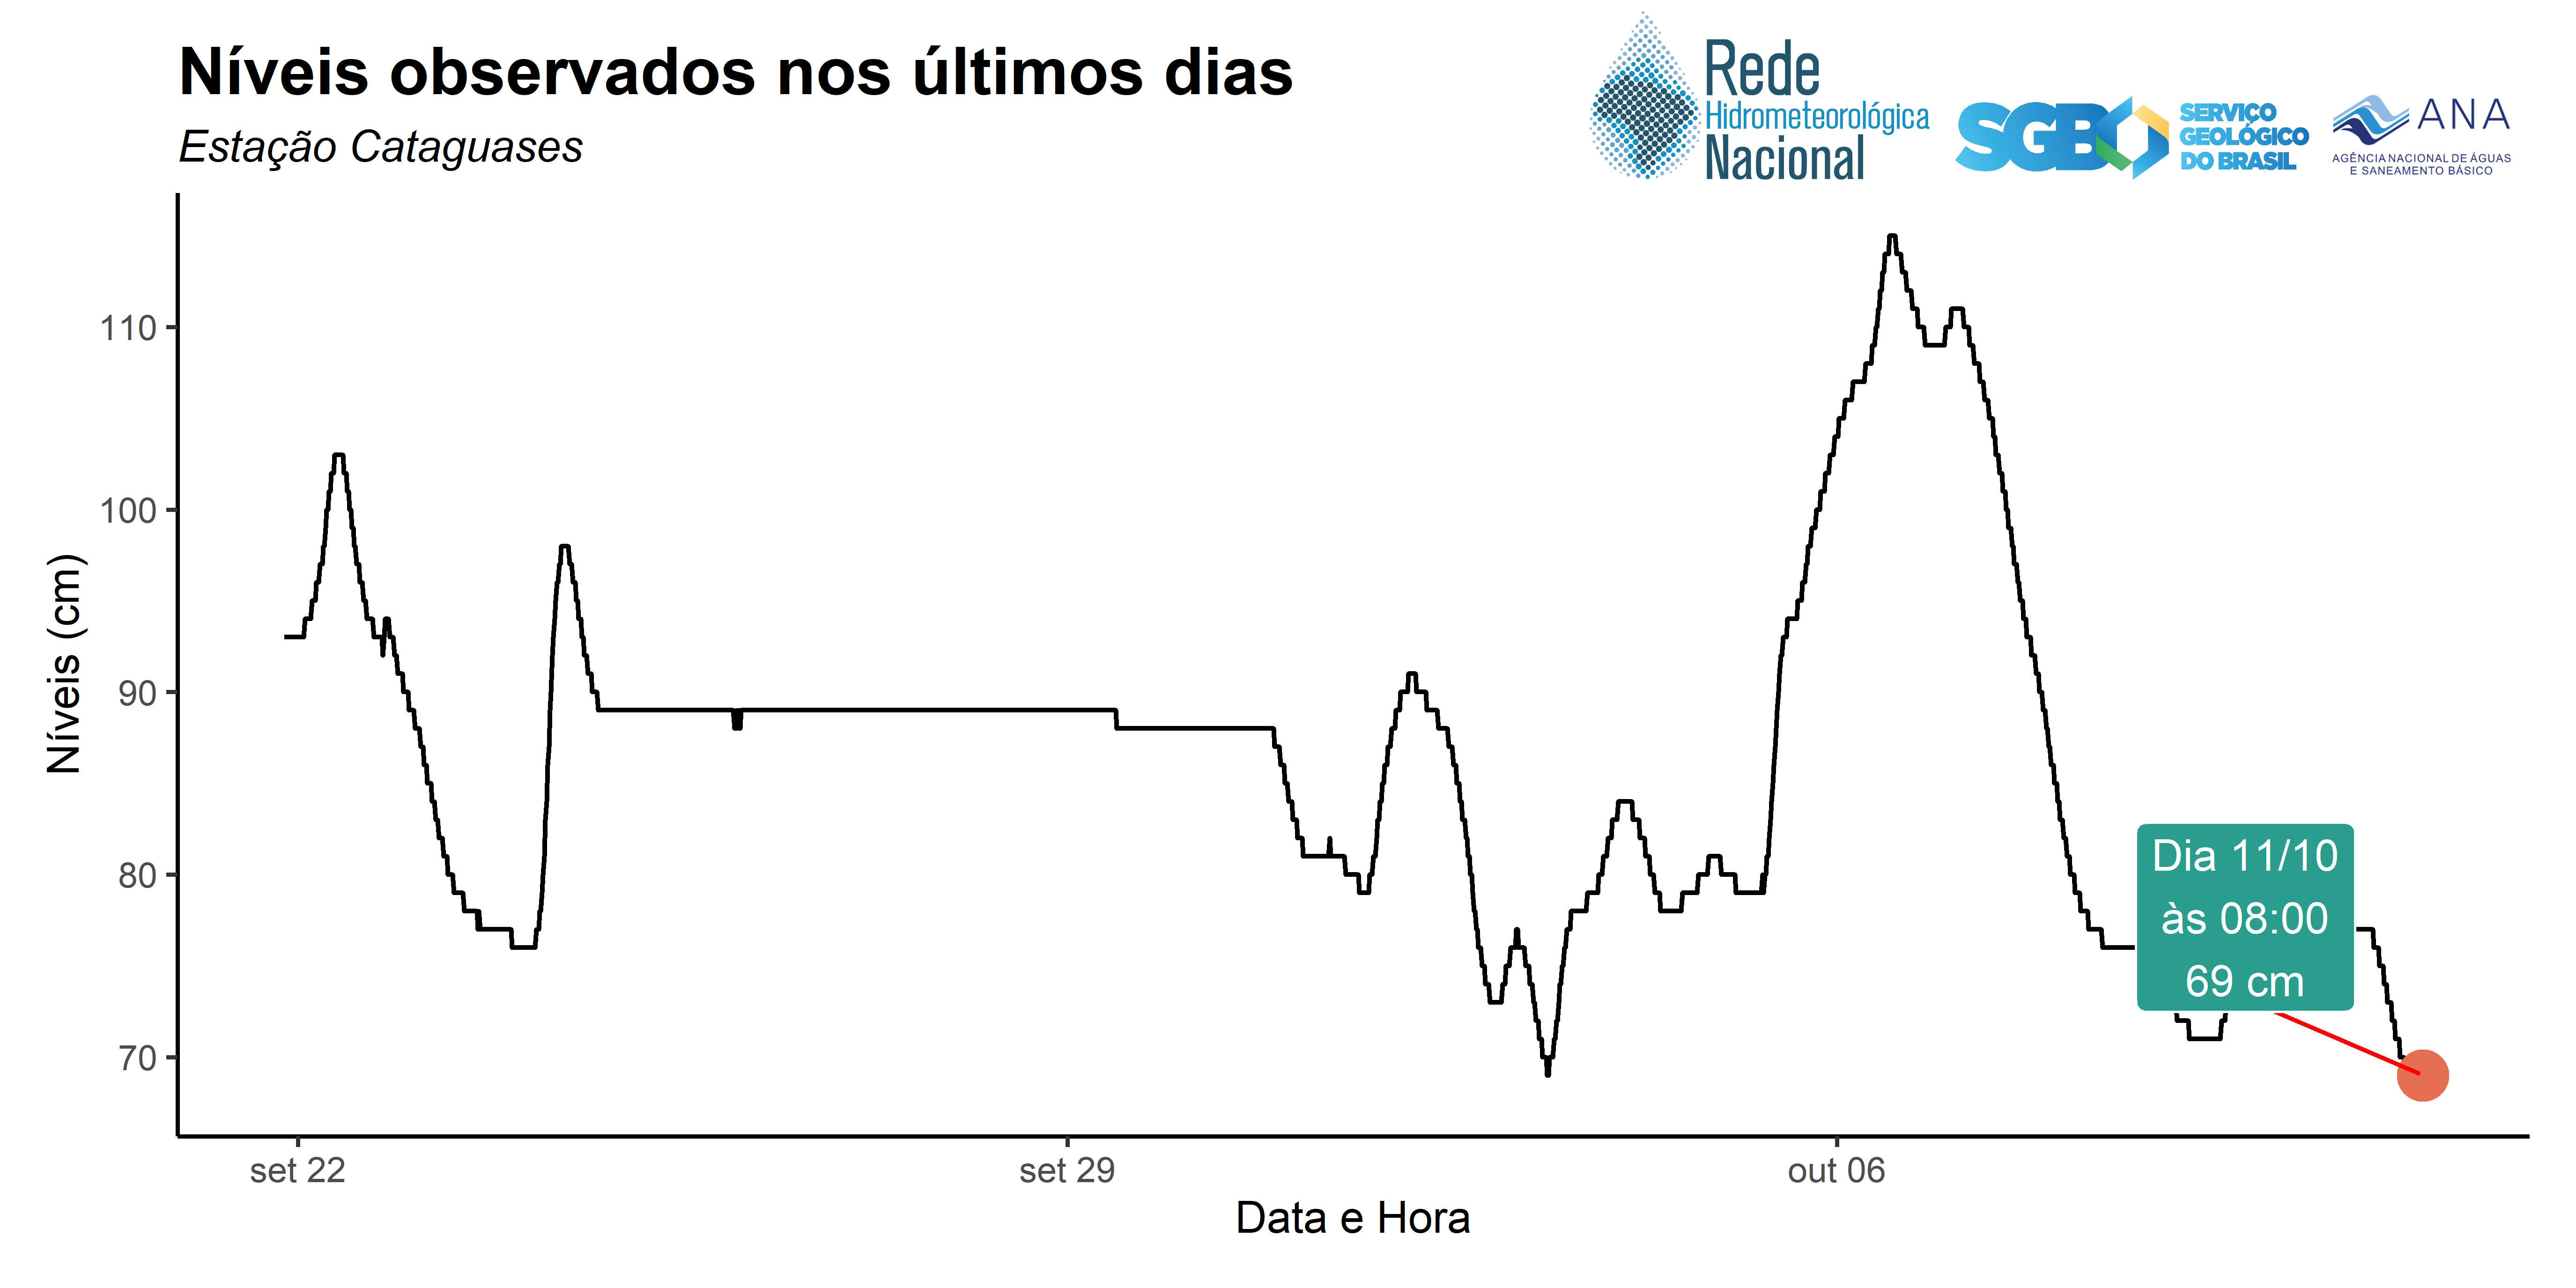 Níveis observados nos últimos dias
Estação Cataguases
Rede
Hidrometeorológica
Nacional
SGB
SERVIÇO
GEOLÓGICO
DO BRASIL
ANA
AGÊNCIA NACIONAL DE ÁGUAS
E SANEAMENTO BÁSICO
Níveis (cm)
110
100
90
80
70
Dia 11/10
às 08:00
69 cm
set 22
set 29
out 06
Data e Hora